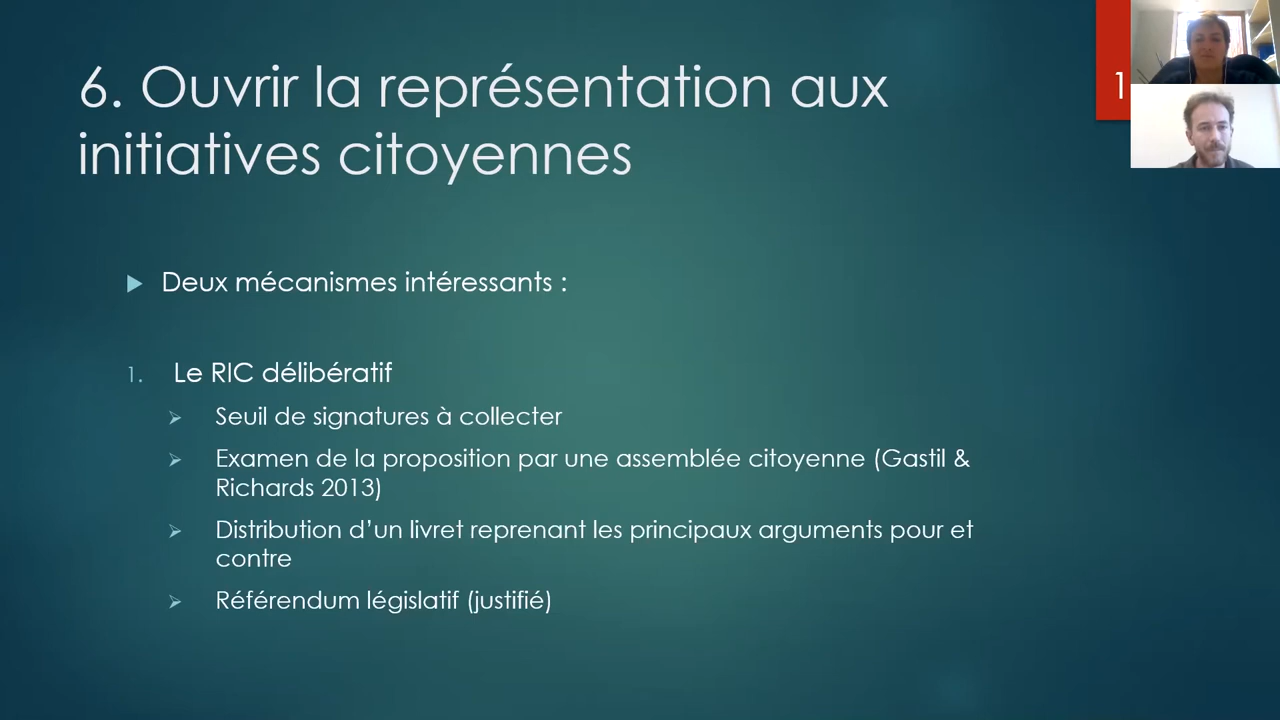 6. Ouvrir la représentation aux
initiatives citoyennes
1
Deux mécanismes intéressants :
1. Le RIC délibératif
Seuil de signatures à collecter
Examen de la proposition par une assemblée citoyenne (Gastil &
Richards 2013)
Distribution d’un livret reprenant les principaux arguments pour et
contre
Référendum législatif (justifié)